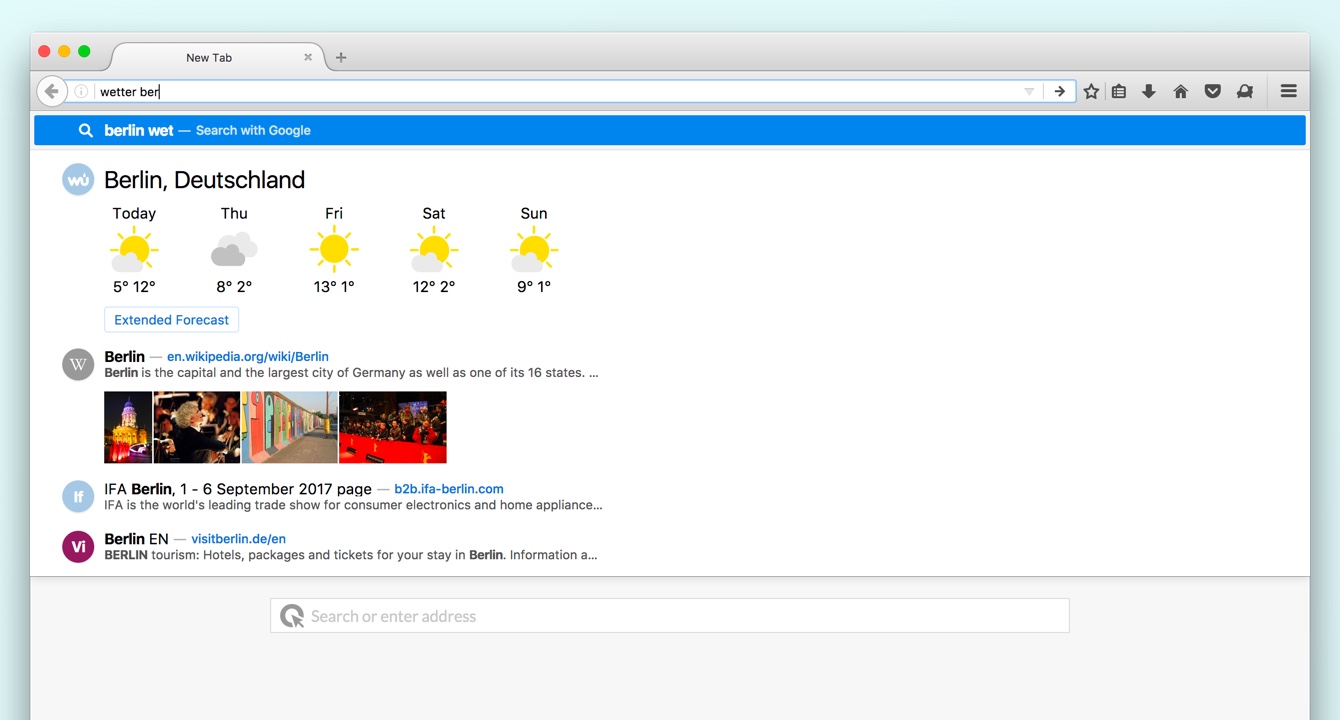 New Tab
wetter ber
berlin wet — Search with Google
wu Berlin, Deutschland
Today Thu Fri Sat Sun
5° 12° 8° 2° 13° 1° 12° 2° 9° 1°
Extended Forecast
W Berlin — en.wikipedia.org/wiki/Berlin
Berlin is the capital and the largest city of Germany as well as one of its 16 states. ...
If IFA Berlin, 1 - 6 September 2017 page — b2b.ifa-berlin.com
IFA is the world's leading trade show for consumer electronics and home appliance...
Vi Berlin EN — visitberlin.de/en
BERLIN tourism: Hotels, packages and tickets for your stay in Berlin. Information a...
Search or enter address